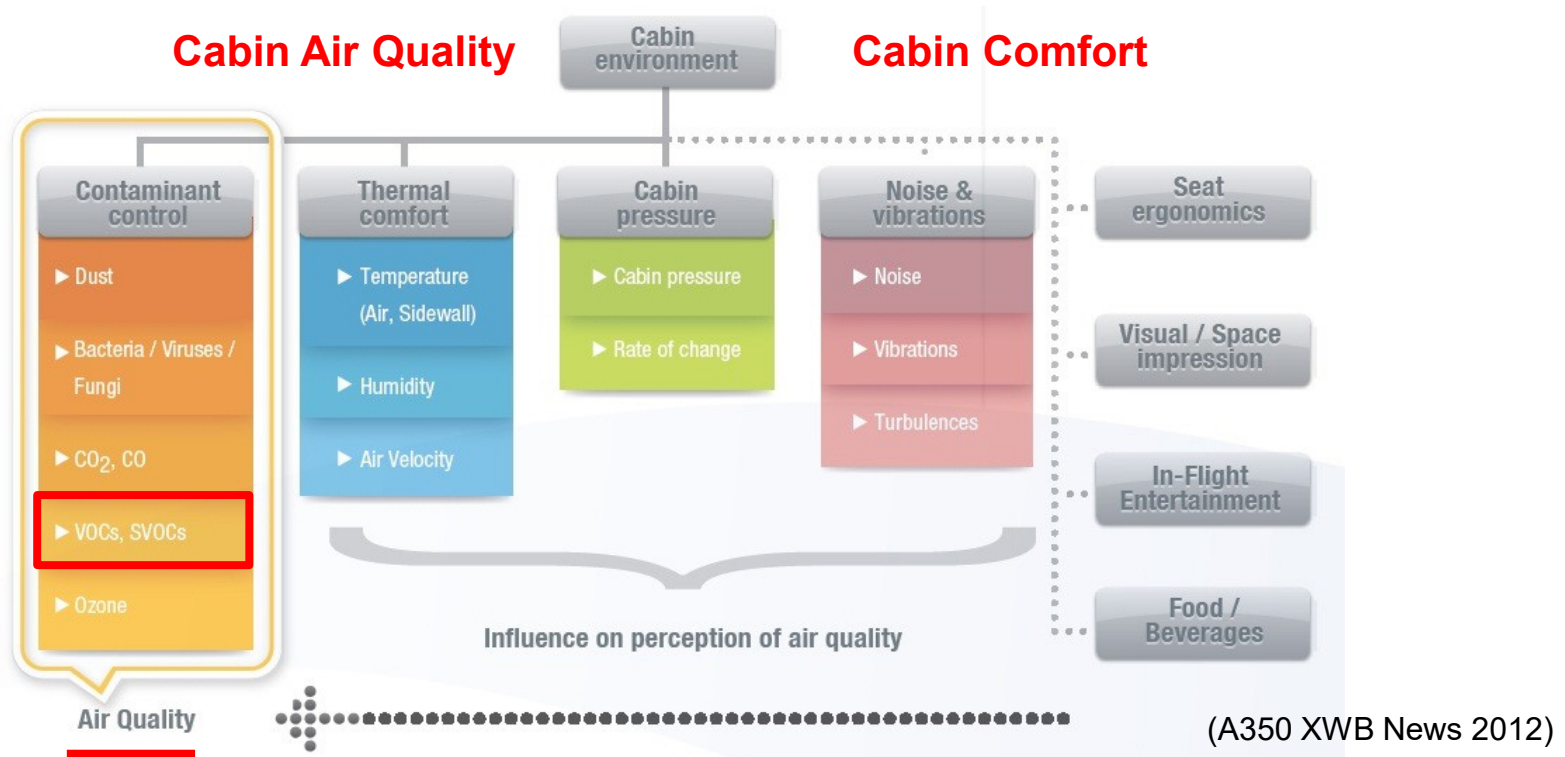 Cabin Air Quality
Cabin
environment
Cabin Comfort
Contaminant
control
▶ Dust
▶ Bacteria / Viruses /
Fungi
▶ CO₂, CO
▶ VOCs, SVOCs
▶ Ozone
Thermal
comfort
▶ Temperature
(Air, Sidewall)
▶ Humidity
▶ Air Velocity
Cabin
pressure
▶ Cabin pressure
▶ Rate of change
Noise &
vibrations
▶ Noise
▶ Vibrations
▶ Turbulences
Seat
ergonomics
Visual / Space
impression
In-Flight
Entertainment
Food /
Beverages
Influence on perception of air quality
Air Quality
(A350 XWB News 2012)